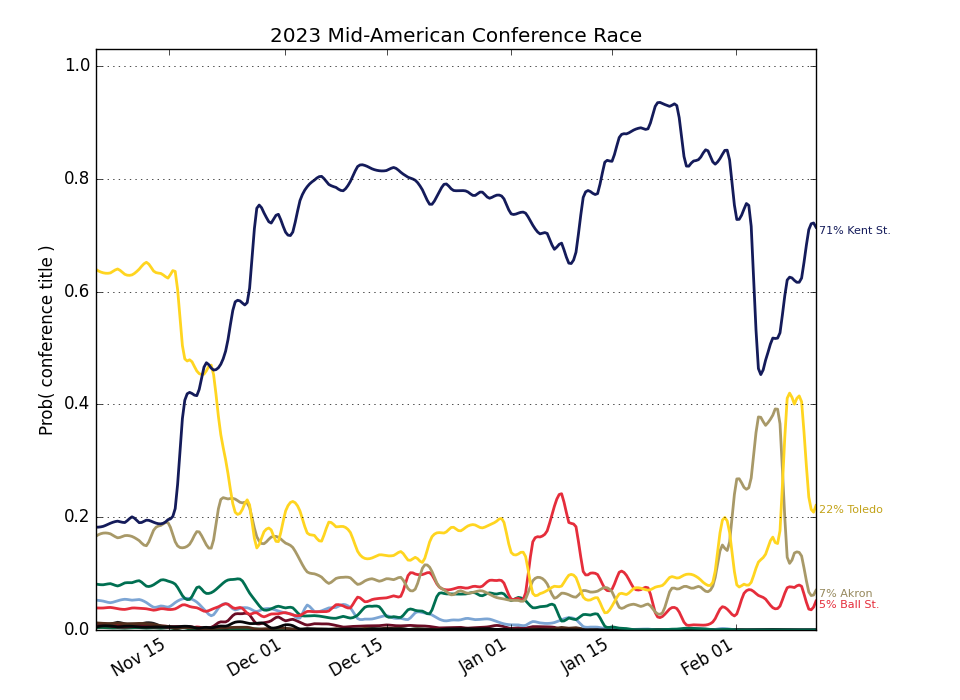 2023 Mid-American Conference Race
Prob( conference title )
1.0
0.8
0.6
0.4
0.2
0.0
71% Kent St.
22% Toledo
7% Akron
5% Ball St.
Nov 15
Dec 01
Dec 15
Jan 01
Jan 15
Feb 01